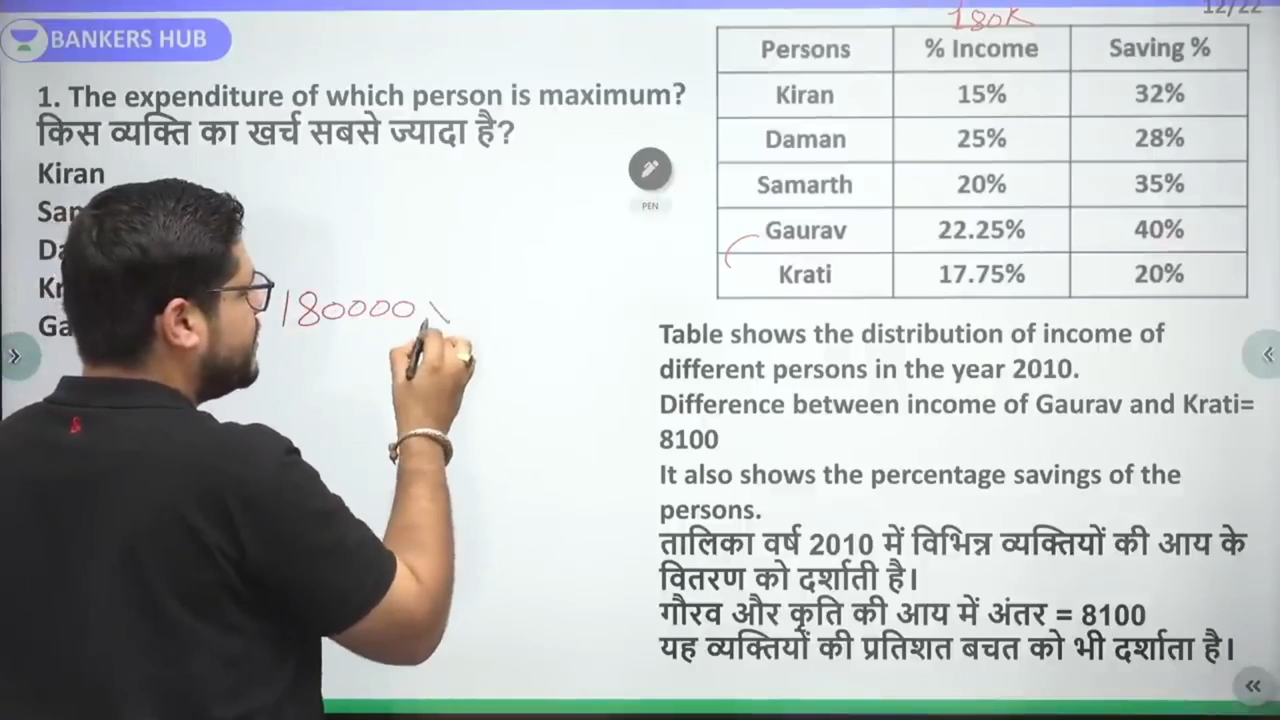 12/22
BANKERS HUB
1. The expenditure of which person is maximum?
किस व्यक्ति का खर्च सबसे ज्यादा है?
Kiran
180000
PEN
180K
Persons % Income Saving %
Kiran 15% 32%
Daman 25% 28%
Samarth 20% 35%
Gaurav 22.25% 40%
Krati 17.75% 20%
Table shows the distribution of income of
different persons in the year 2010.
Difference between income of Gaurav and Krati=
8100
It also shows the percentage savings of the
persons.
तालिका वर्ष 2010 में विभिन्न व्यक्तियों की आय के
वितरण को दर्शाती है।
गौरव और कृति की आय में अंतर = 8100
यह व्यक्तियों की प्रतिशत बचत को भी दर्शाता है।